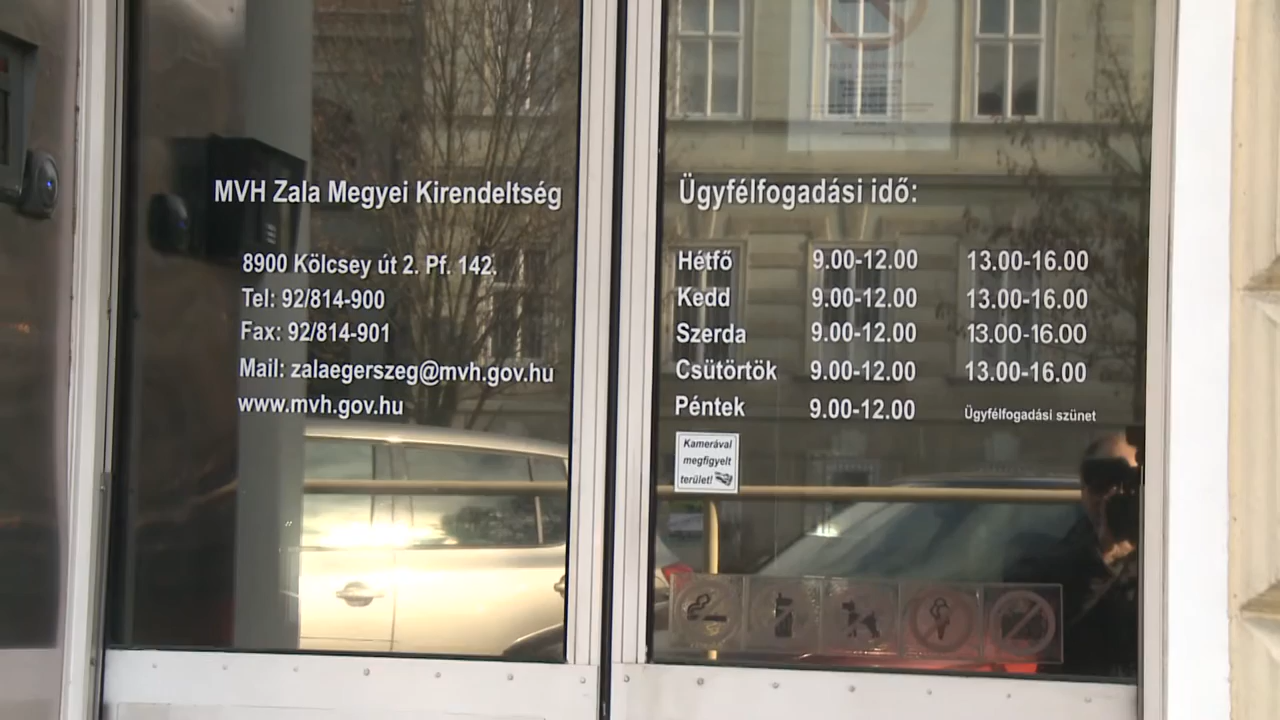 MVH Zala Megyei Kirendeltség
8900 Kölcsey út 2. Pf. 142.
Tel: 92/814-900
Fax: 92/814-901
Mail: zalaegerszeg@mvh.gov.hu
www.mvh.gov.hu
Ügyfélfogadási idő:
Hétfő 9.00-12.00 13.00-16.00
Kedd 9.00-12.00 13.00-16.00
Szerda 9.00-12.00 13.00-16.00
Csütörtök 9.00-12.00 13.00-16.00
Péntek 9.00-12.00 Ügyfélfogadási szünet
Kamerával
megfigyelt
terület!